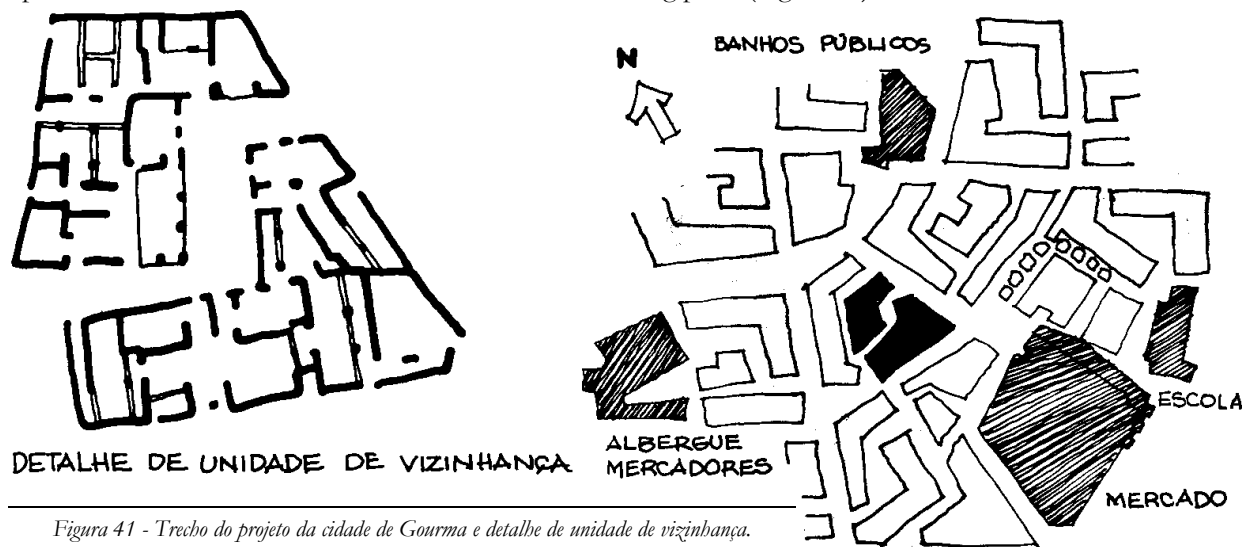 BANHOS PÚBLICOS
N
DETALHE DE UNIDADE DE VIZINHANÇA
ALBERGUE
MERCADORES
ESCOLA
MERCADO
Figura 41 - Trecho do projeto da cidade de Gourma e detalhe de unidade de vizinhança.